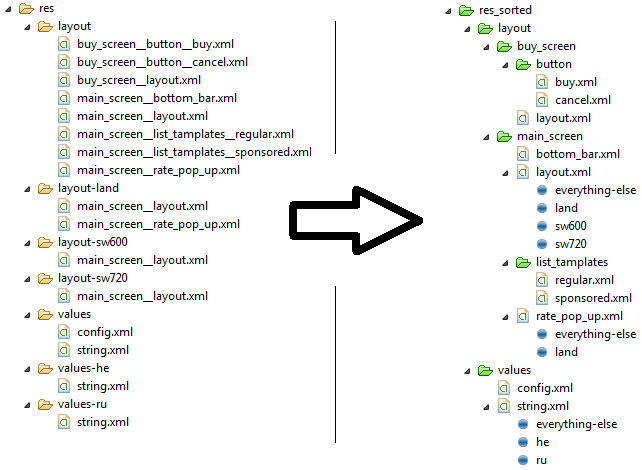 res
layout
buy_screen__button__buy.xml
buy_screen__button__cancel.xml
buy_screen__layout.xml
main_screen__bottom_bar.xml
main_screen__layout.xml
main_screen__list_tamplates__regular.xml
main_screen__list_tamplates__sponsored.xml
main_screen__rate_pop_up.xml
layout-land
main_screen__layout.xml
main_screen__rate_pop_up.xml
layout-sw600
main_screen__layout.xml
layout-sw720
main_screen__layout.xml
values
config.xml
string.xml
values-he
string.xml
values-ru
string.xml
res_sorted
layout
buy_screen
button
buy.xml
cancel.xml
layout.xml
main_screen
bottom_bar.xml
layout.xml
everything-else
land
sw600
sw720
list_tamplates
regular.xml
sponsored.xml
rate_pop_up.xml
everything-else
land
values
config.xml
string.xml
everything-else
he
ru